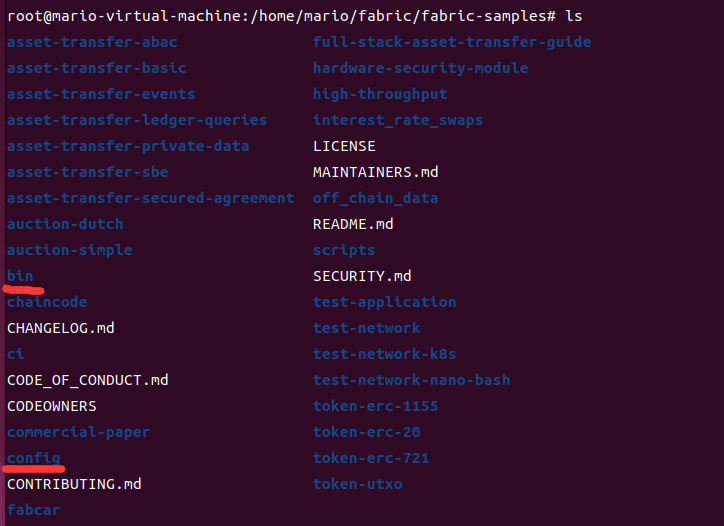 root@mario-virtual-machine:/home/mario/fabric/fabric-samples# ls
asset-transfer-abac full-stack-asset-transfer-guide
asset-transfer-basic hardware-security-module
asset-transfer-events high-throughput
asset-transfer-ledger-queries interest_rate_swaps
asset-transfer-private-data LICENSE
asset-transfer-sbe MAINTAINERS.md
asset-transfer-secured-agreement off_chain_data
auction-dutch README.md
auction-simple scripts
bin SECURITY.md
chaincode test-application
CHANGELOG.md test-network
ci test-network-k8s
CODE_OF_CONDUCT.md test-network-nano-bash
CODEOWNERS token-erc-1155
commercial-paper token-erc-20
config token-erc-721
CONTRIBUTING.md token-utxo
fabcar